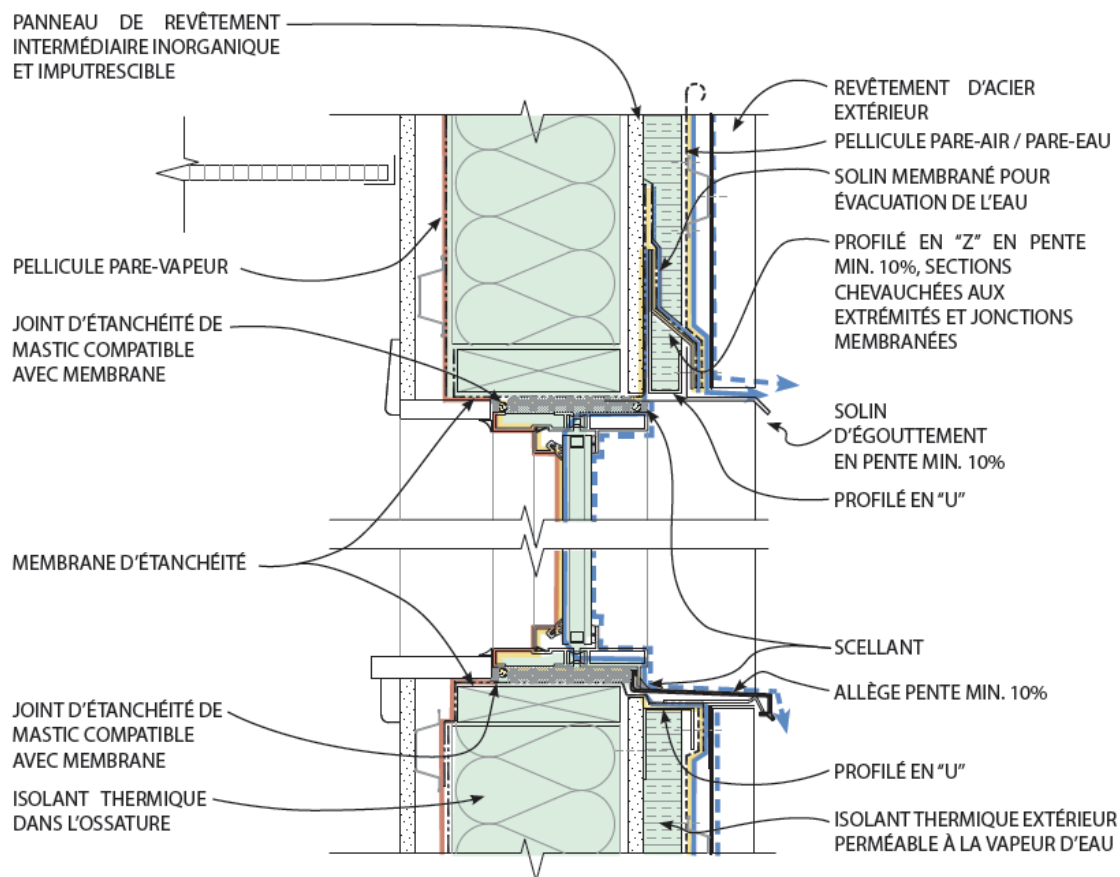 PANNEAU DE REVÊTEMENT
INTERMÉDIAIRE INORGANIQUE
ET IMPUTRESCIBLE
PELLICULE PARE-VAPEUR
JOINT D'ÉTANCHÉITÉ DE
MASTIC COMPATIBLE
AVEC MEMBRANE
MEMBRANE D'ÉTANCHÉITÉ
JOINT D'ÉTANCHÉITÉ DE
MASTIC COMPATIBLE
AVEC MEMBRANE
ISOLANT THERMIQUE
DANS L'OSSATURE
REVÊTEMENT D'ACIER
EXTÉRIEUR
PELLICULE PARE-AIR / PARE-EAU
SOLIN MEMBRANÉ POUR
ÉVACUATION DE L'EAU
PROFILÉ EN "Z" EN PENTE
MIN. 10%, SECTIONS
CHEVAUCHÉES AUX
EXTRÉMITÉS ET JONCTIONS
MEMBRANÉES
SOLIN
D'ÉGOUTTEMENT
EN PENTE MIN. 10%
PROFILÉ EN "U"
SCELLANT
ALLÈGE PENTE MIN. 10%
PROFILÉ EN "U"
ISOLANT THERMIQUE EXTÉRIEUR
PERMÉABLE À LA VAPEUR D'EAU